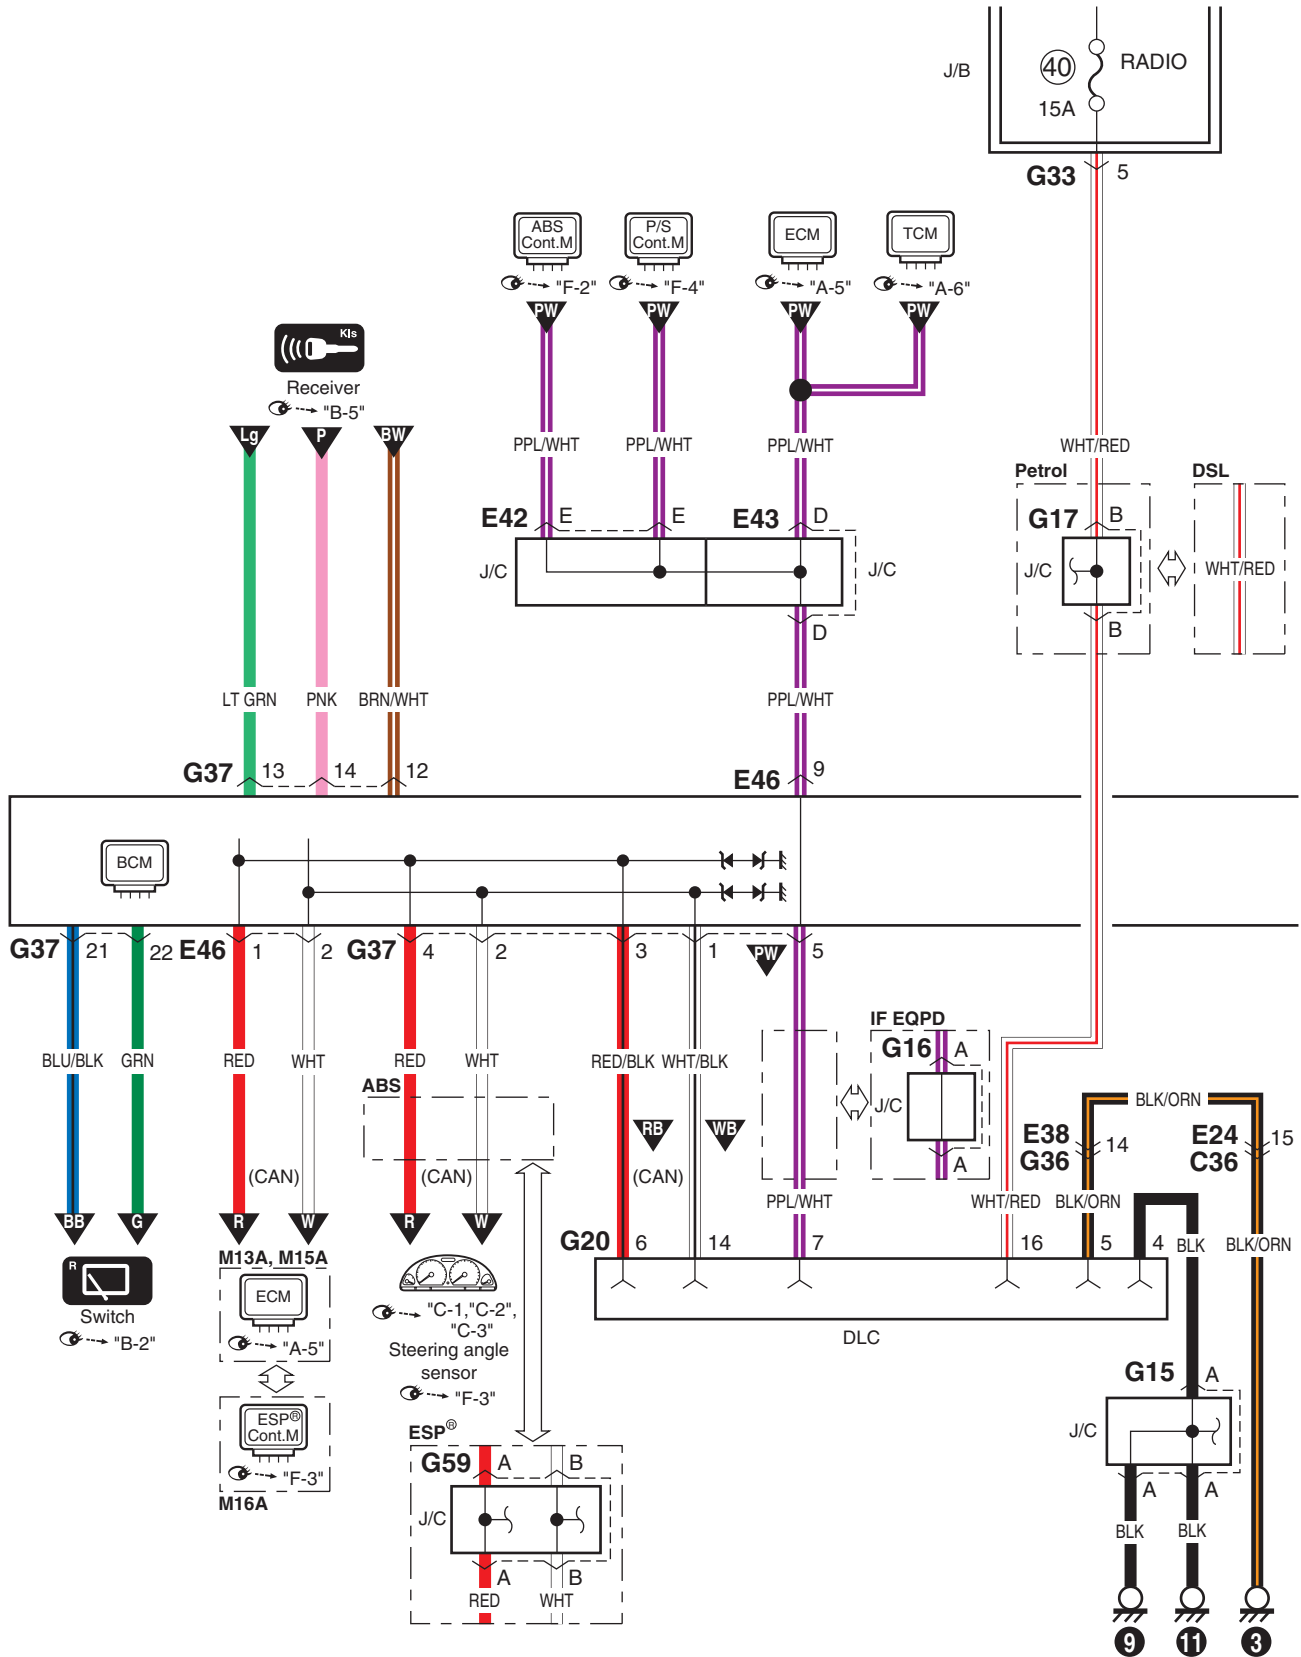 J/B
40
RADIO
15A
G33
5
ABS
Cont.M
P/S
Cont.M
ECM
TCM
"F-2"
"F-4"
"A-5"
"A-6"
PW
PW
PW
PW
KIs
Receiver
"B-5"
Lg
P
BW
PPL/WHT
PPL/WHT
PPL/WHT
WHT/RED
Petrol
DSL
E42
E
E
E43
D
G17
B
J/C
J/C
J/C
WHT/RED
D
B
LT GRN
PNK
BRN/WHT
PPL/WHT
G37
13
14
12
E46
9
BCM
G37
21
22
E46
1
2
G37
4
2
3
1
PW
5
IF EQPD
G16
A
BLU/BLK
GRN
RED
WHT
RED
WHT
RED/BLK
WHT/BLK
ABS
J/C
BLK/ORN
RB
WB
E38
G36
14
E24
C36
15
A
(CAN)
(CAN)
(CAN)
PPL/WHT
WHT/RED
BLK/ORN
BB
G
R
W
R
W
G20
6
14
7
16
5
4
BLK
BLK/ORN
R
M13A, M15A
Switch
"B-2"
ECM
"A-5"
"C-1,"C-2",
"C-3"
Steering angle
sensor
"F-3"
DLC
G15
A
ESP®
Cont.M
"F-3"
M16A
ESP®
G59
A
B
J/C
J/C
A
A
A
B
RED
WHT
BLK
BLK
9
11
3